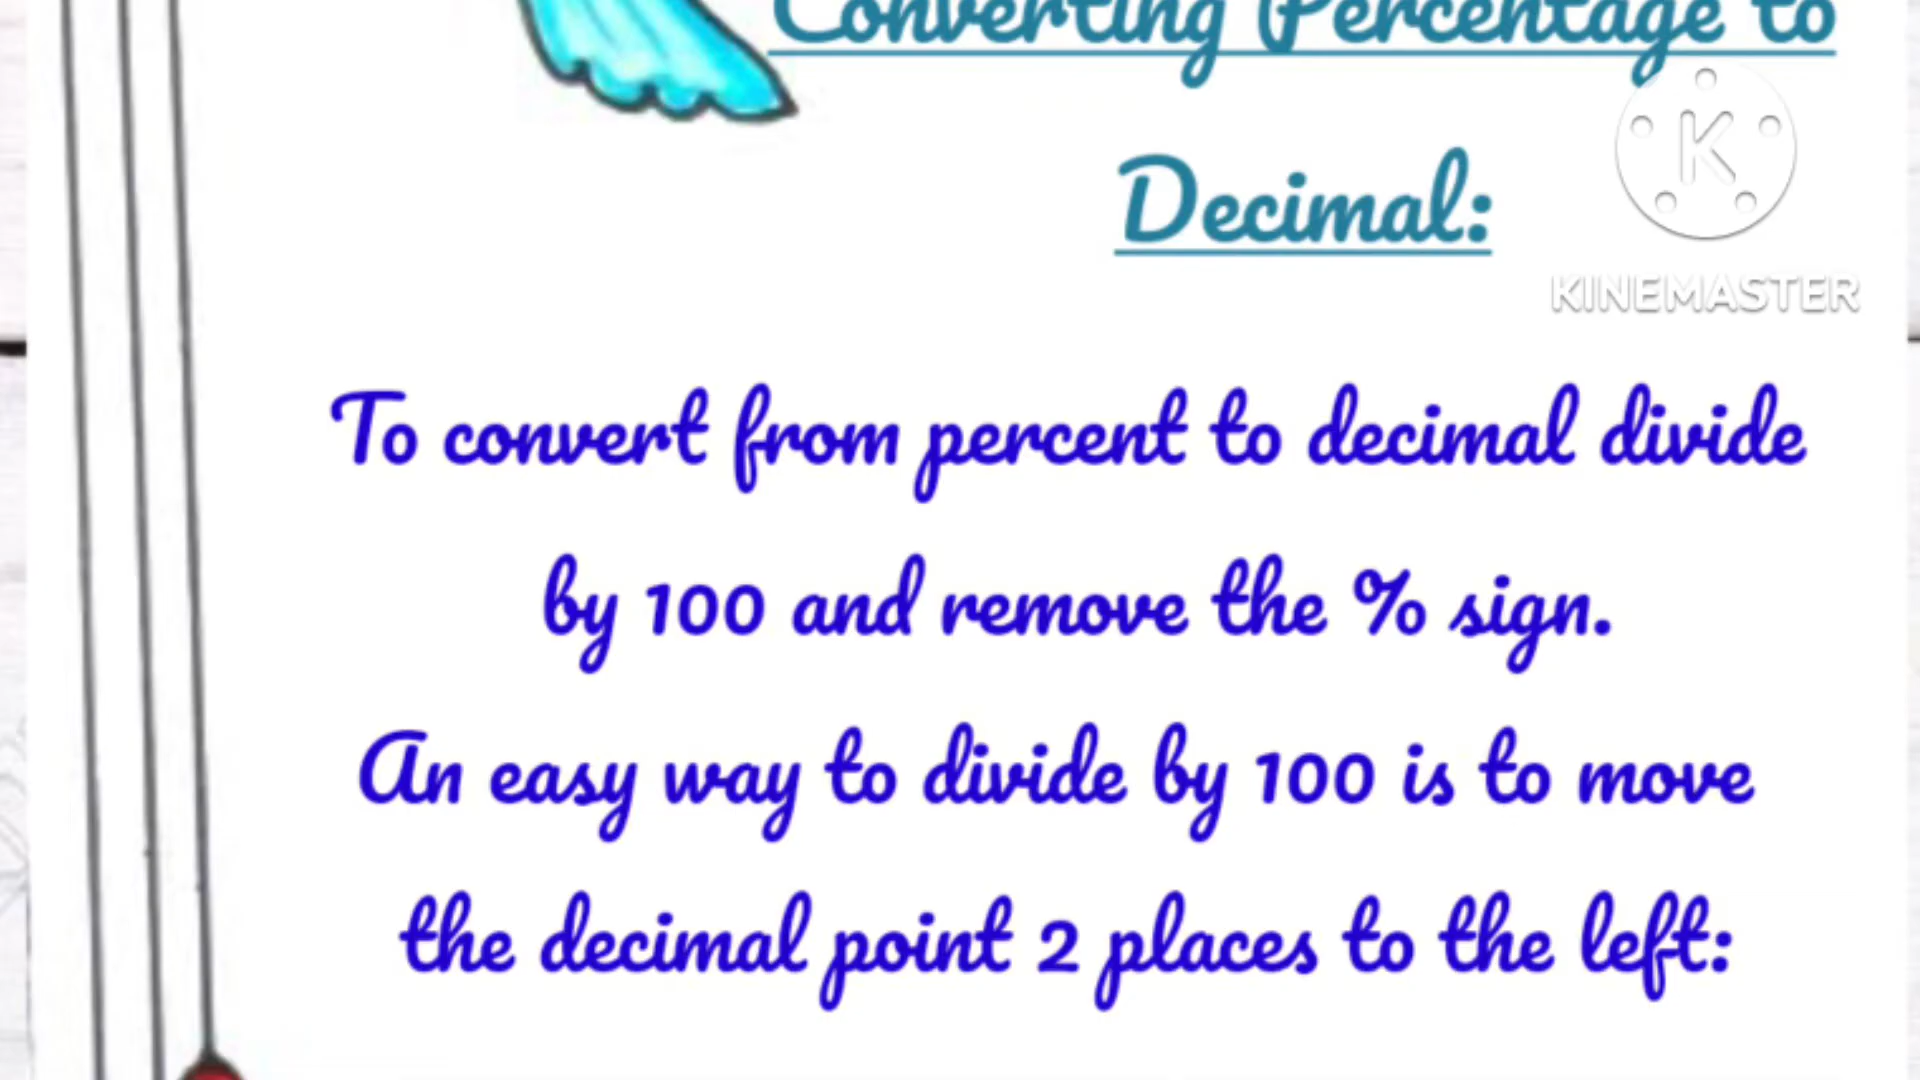 Converting Percentage to
Decimal:
K
KINEMASTER
To convert from percent to decimal divide
by 100 and remove the % sign.
An easy way to divide by 100 is to move
the decimal point 2 places to the left: